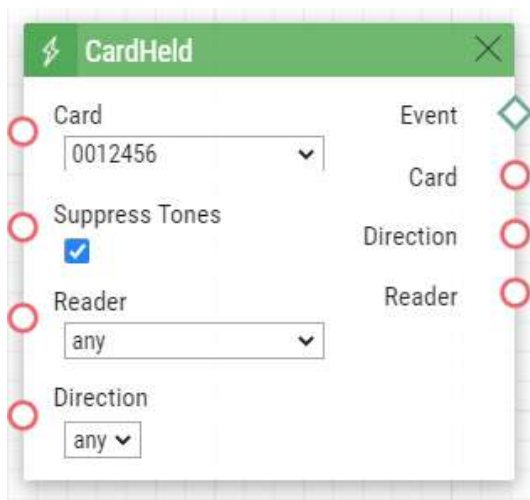 CardHeld
Card
0012456
Suppress Tones
Reader
any
Direction
any
Event
Card
Direction
Reader